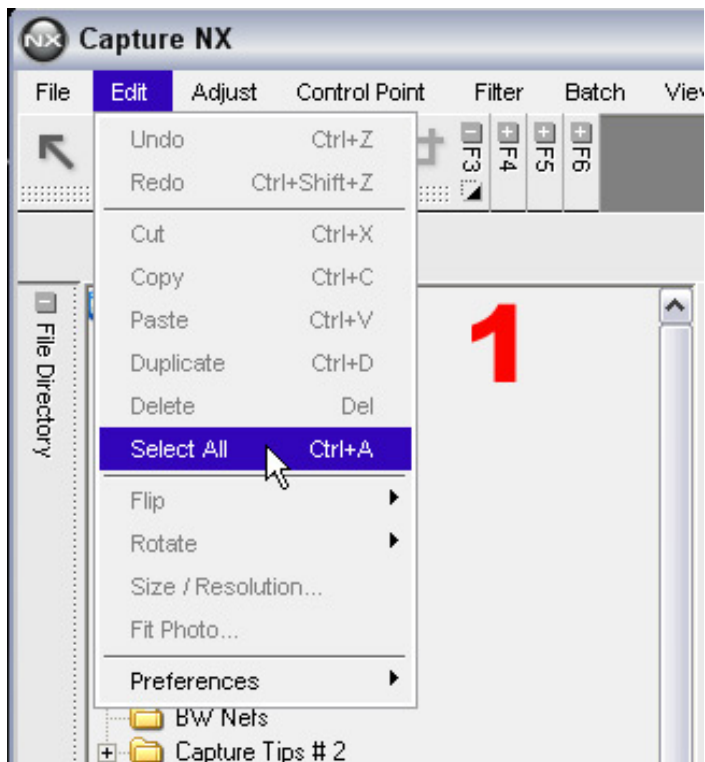 NX Capture NX
File Edit Adjust Control Point Filter Batch
F3 F4 F5 F6
Undo Ctrl+Z
Redo Ctrl+Shift+Z
Cut Ctrl+X
Copy Ctrl+C
Paste Ctrl+V
Duplicate Ctrl+D
Delete Del
Select All Ctrl+A
Flip
Rotate
Size / Resolution...
Fit Photo...
Preferences
File Directory
1
BW Nefs
Capture Tips # 2